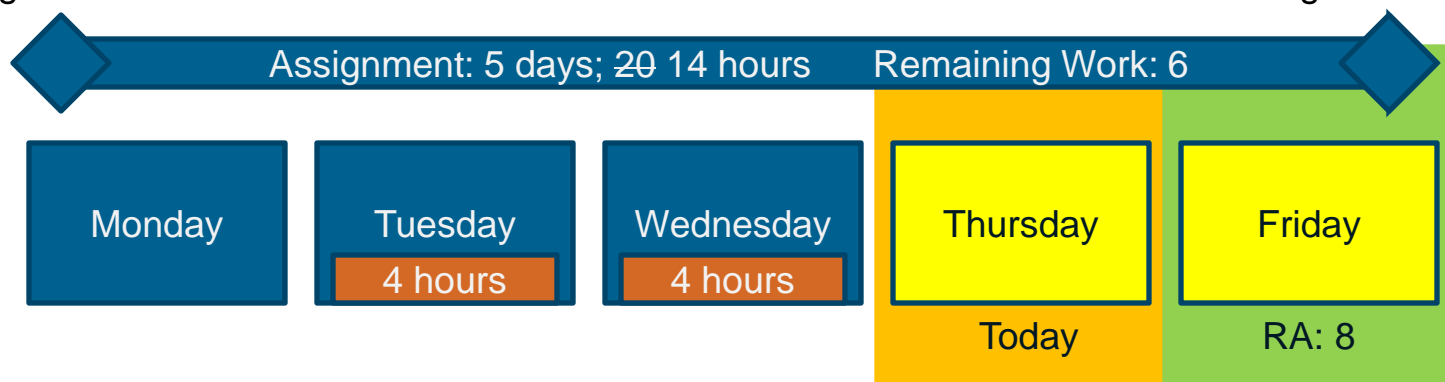 Assignment: 5 days; 20 14 hours Remaining Work: 6
Monday
Tuesday
4 hours
Wednesday
4 hours
Thursday
Today
Friday
RA: 8